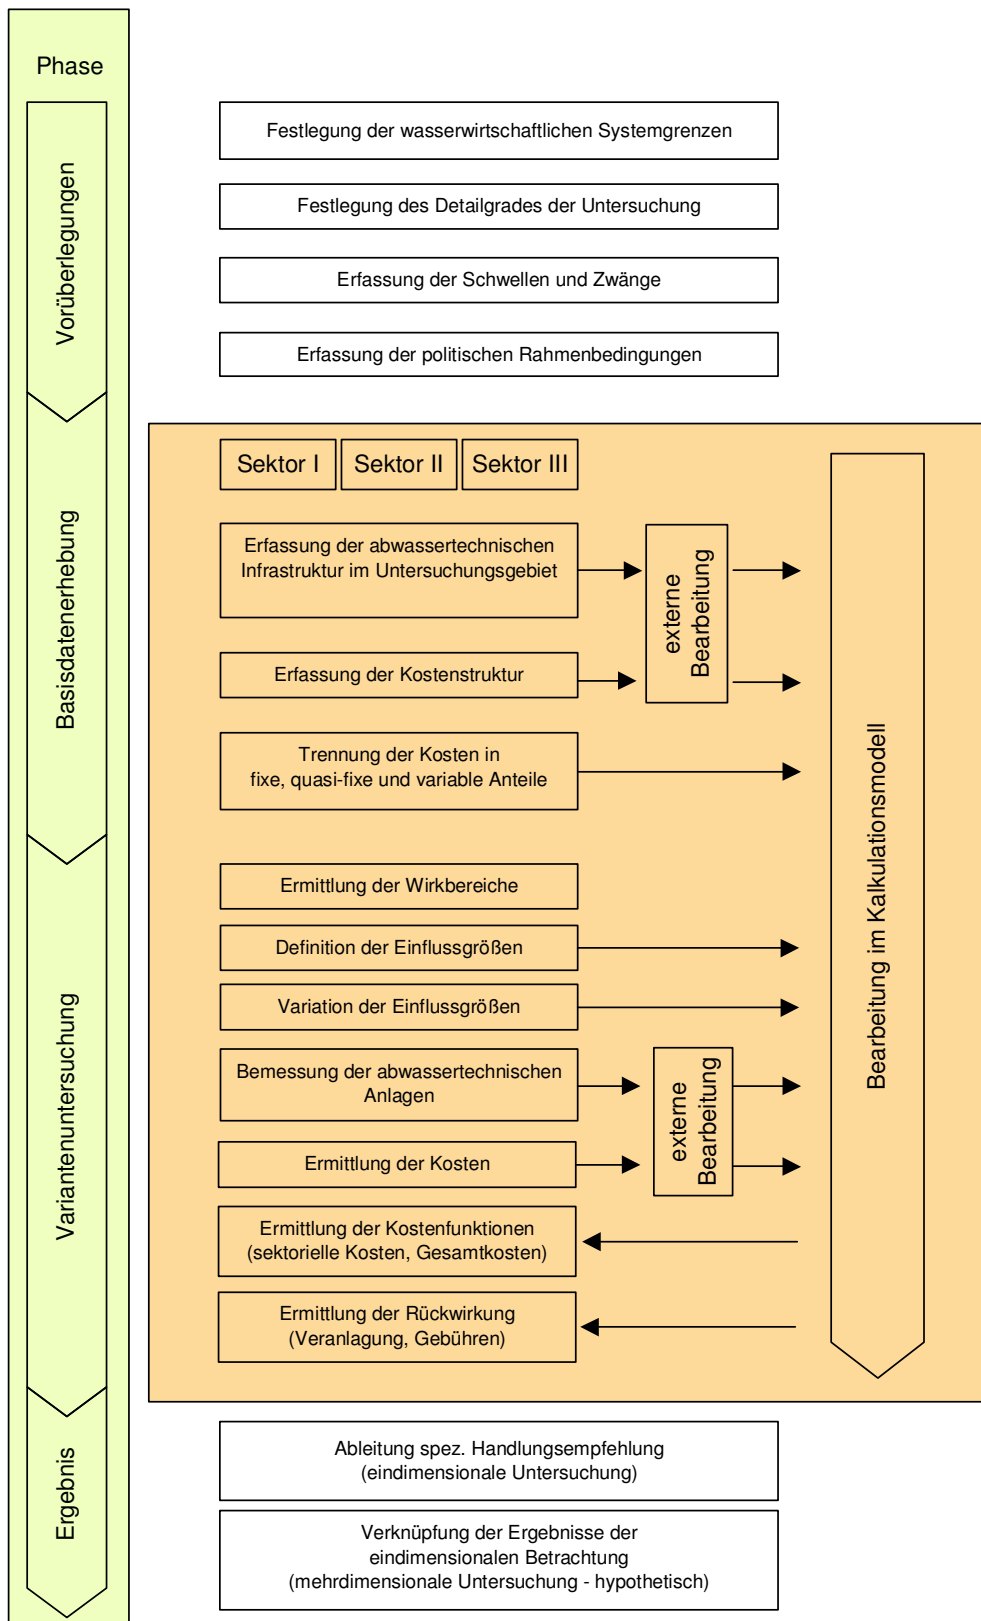 Phase
Vorüberlegungen
Festlegung der wasserwirtschaftlichen Systemgrenzen
Festlegung des Detailgrades der Untersuchung
Erfassung der Schwellen und Zwänge
Erfassung der politischen Rahmenbedingungen
Basisdatenerhebung
Sektor I
Sektor II
Sektor III
Erfassung der abwassertechnischen
Infrastruktur im Untersuchungsgebiet
Erfassung der Kostenstruktur
externe
Bearbeitung
Trennung der Kosten in
fixe, quasi-fixe und variable Anteile
Bearbeitung im Kalkulationsmodell
Variantenuntersuchung
Ermittlung der Wirkbereiche
Definition der Einflussgrößen
Variation der Einflussgrößen
Bemessung der abwassertechnischen
Anlagen
Ermittlung der Kosten
externe
Bearbeitung
Ermittlung der Kostenfunktionen
(sektorielle Kosten, Gesamtkosten)
Ermittlung der Rückwirkung
(Veranlagung, Gebühren)
Ergebnis
Ableitung spez. Handlungsempfehlung
(eindimensionale Untersuchung)
Verknüpfung der Ergebnisse der
eindimensionalen Betrachtung
(mehrdimensionale Untersuchung - hypothetisch)